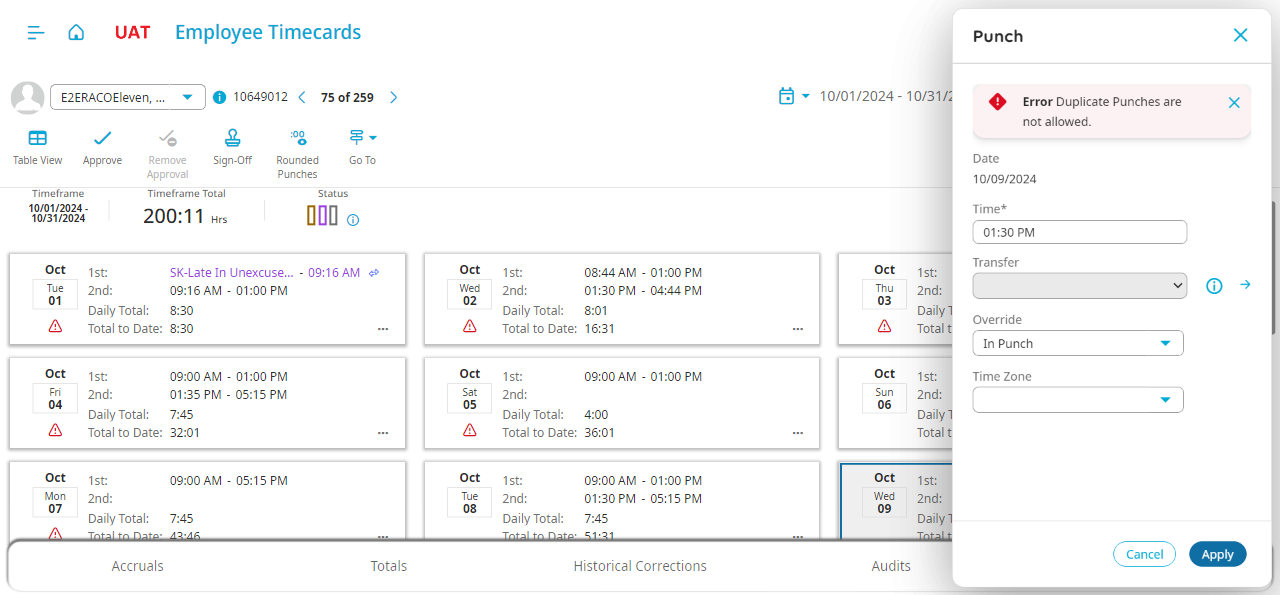 UAT Employee Timecards
E2ERACOEleven, ... 10649012 75 of 259 10/01/2024 - 10/31/2
Table View
Approve
Remove
Approval
Sign-Off
Rounded
Punches
Go To
Timeframe
10/01/2024 -
10/31/2024
Timeframe Total
200:11 Hrs
Status
Oct
Tue
01
1st: SK-Late In Unexcuse... - 09:16 AM
2nd: 09:16 AM - 01:00 PM
Daily Total: 8:30
Total to Date: 8:30
...
Oct
Wed
02
1st: 08:44 AM - 01:00 PM
2nd: 01:30 PM - 04:44 PM
Daily Total: 8:01
Total to Date: 16:31
...
Oct
Thu
03
1st:
2nd:
Daily T
Total t
Oct
Fri
04
1st: 09:00 AM - 01:00 PM
2nd: 01:35 PM - 05:15 PM
Daily Total: 7:45
Total to Date: 32:01
...
Oct
Sat
05
1st: 09:00 AM - 01:00 PM
2nd:
Daily Total: 4:00
Total to Date: 36:01
...
Oct
Sun
06
1st:
2nd:
Daily T
Total t
Oct
Mon
07
1st: 09:00 AM - 05:15 PM
2nd:
Daily Total: 7:45
Total to Date: 43:46
...
Oct
Tue
08
1st: 09:00 AM - 01:00 PM
2nd: 01:30 PM - 05:15 PM
Daily Total: 7:45
Total to Date: 51:31
...
Oct
Wed
09
1st:
2nd:
Daily T
Total t
Accruals
Totals
Historical Corrections
Audits
Punch
Error Duplicate Punches are
not allowed.
Date
10/09/2024
Time*
01:30 PM
Transfer
Override
In Punch
Time Zone
Cancel
Apply